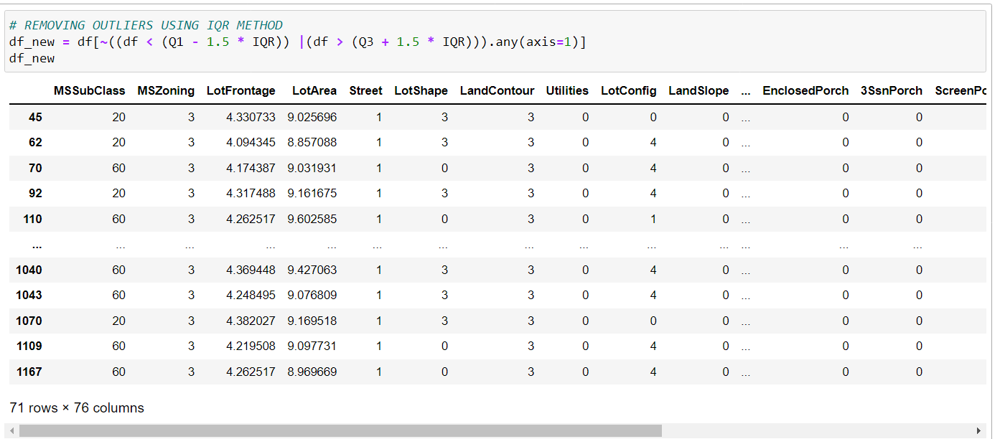 # REMOVING OUTLIERS USING IQR METHOD
df_new = df[~((df < (Q1 - 1.5 * IQR)) |(df > (Q3 + 1.5 * IQR))).any(axis=1)]
df_new
MSSubClass MSZoning LotFrontage LotArea Street LotShape LandContour Utilities LotConfig LandSlope ... EnclosedPorch 3SsnPorch ScreenPc
45 20 3 4.330733 9.025696 1 3 3 0 0 0 ... 0 0
62 20 3 4.094345 8.857088 1 3 3 0 4 0 ... 0 0
70 60 3 4.174387 9.031931 1 0 3 0 4 0 ... 0 0
92 20 3 4.317488 9.161675 1 3 3 0 4 0 ... 0 0
110 60 3 4.262517 9.602585 1 0 3 0 1 0 ... 0 0
... ... ... ... ... ... ... ... ... ... ... ... ... ...
1040 60 3 4.369448 9.427063 1 3 3 0 4 0 ... 0 0
1043 60 3 4.248495 9.076809 1 3 3 0 4 0 ... 0 0
1070 20 3 4.382027 9.169518 1 3 3 0 0 0 ... 0 0
1109 60 3 4.219508 9.097731 1 0 3 0 4 0 ... 0 0
1167 60 3 4.262517 8.969669 1 0 3 0 4 0 ... 0 0
71 rows × 76 columns